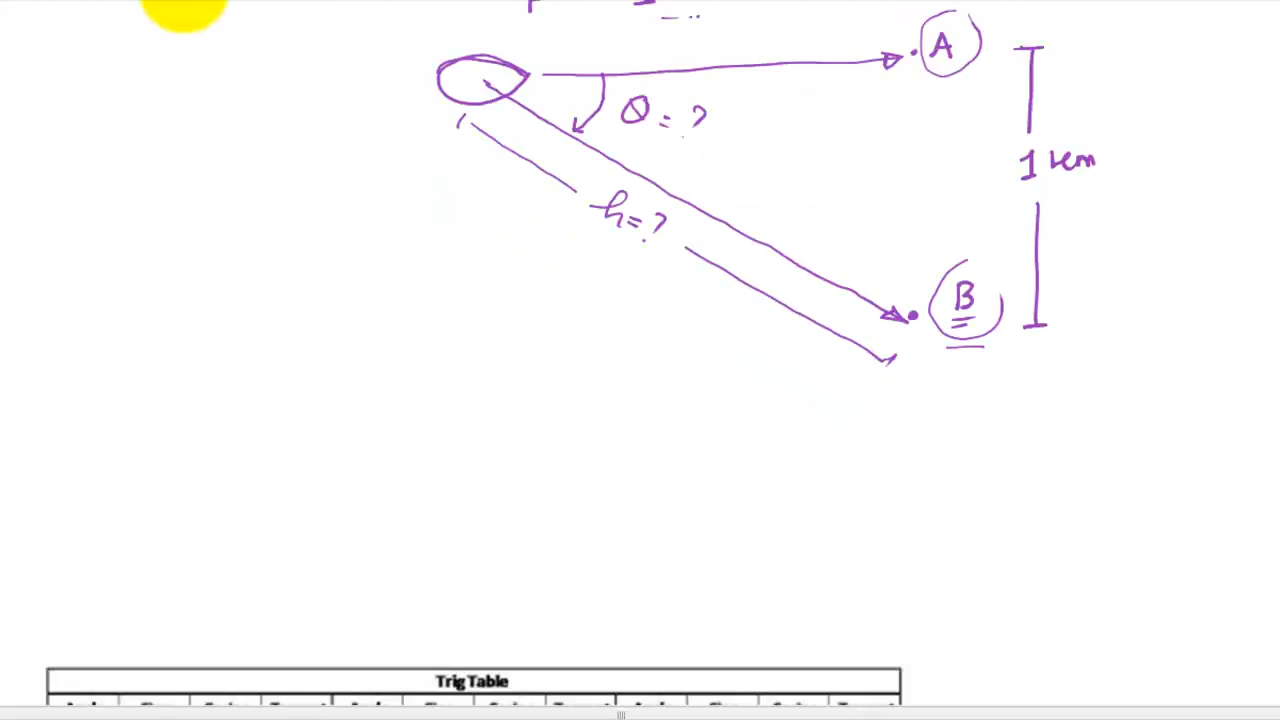 A
θ = ?
1 km
h = ?
B
Trig Table